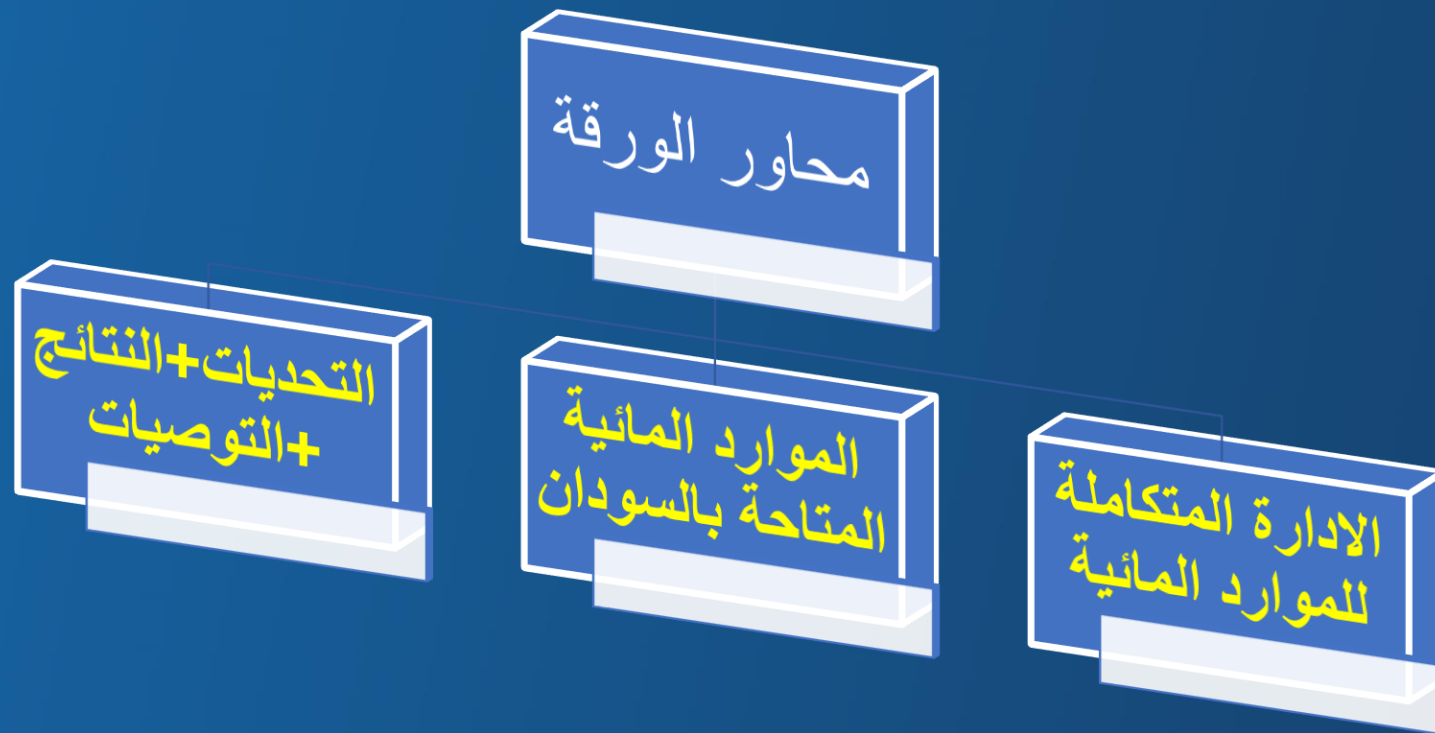 محاور الورقة
الادارة المتكاملة
للموارد المائية
الموارد المائية
المتاحة بالسودان
التحديات+النتائج
+التوصيات